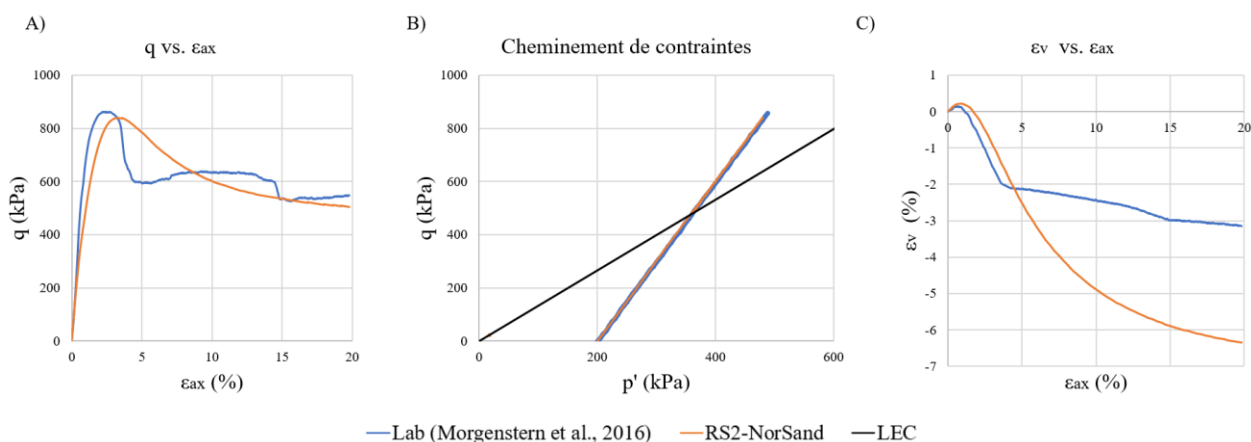 A)
q vs. εax
1000
800
600
400
200
0
q (kPa)
0 5 10 15 20
εax (%)
B)
Cheminement de contraintes
1000
800
600
400
200
0
q (kPa)
0 200 400 600
p' (kPa)
C)
εv vs. εax
1
0
-1
-2
-3
-4
-5
-6
-7
εv (%)
0 5 10 15 20
εax (%)
Lab (Morgenstern et al., 2016) RS2-NorSand LEC